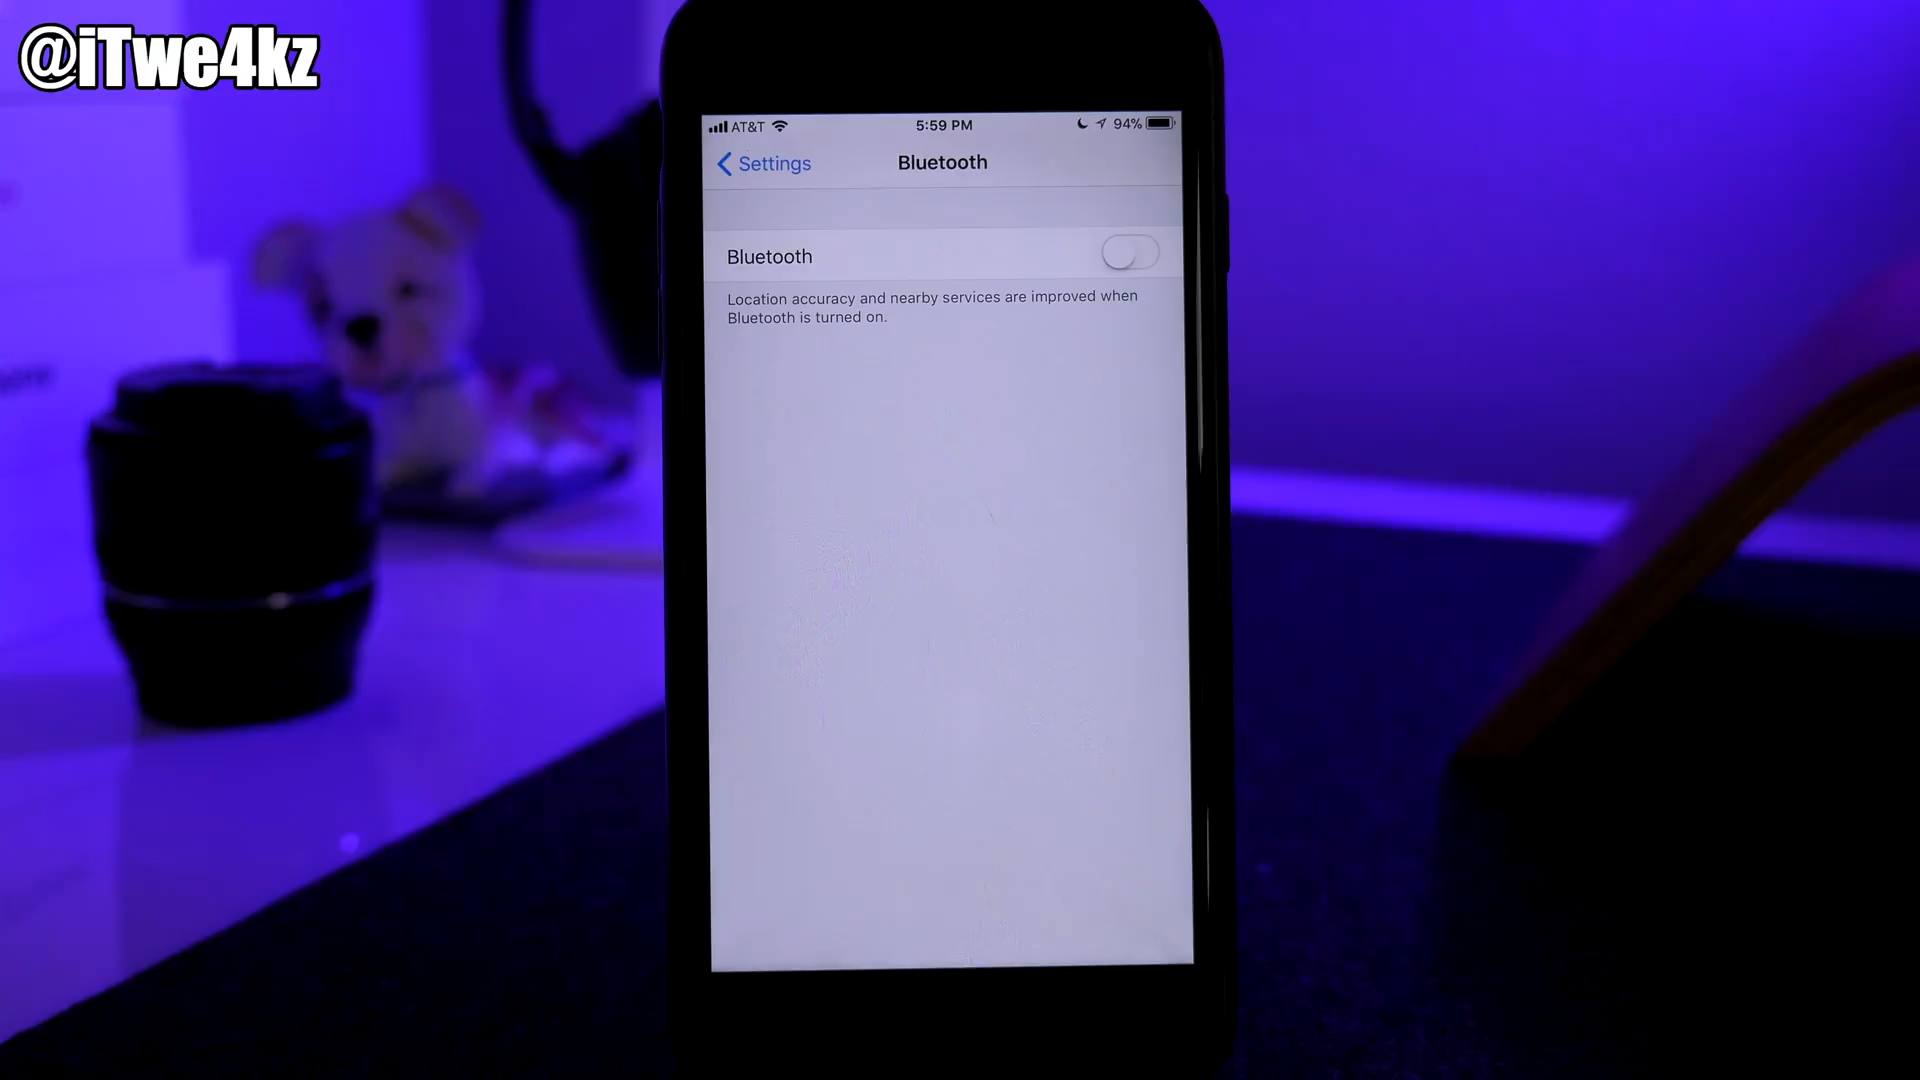 @iTwe4kz
AT&T 5:59 PM 94%
Settings Bluetooth
Bluetooth
Location accuracy and nearby services are improved when
Bluetooth is turned on.